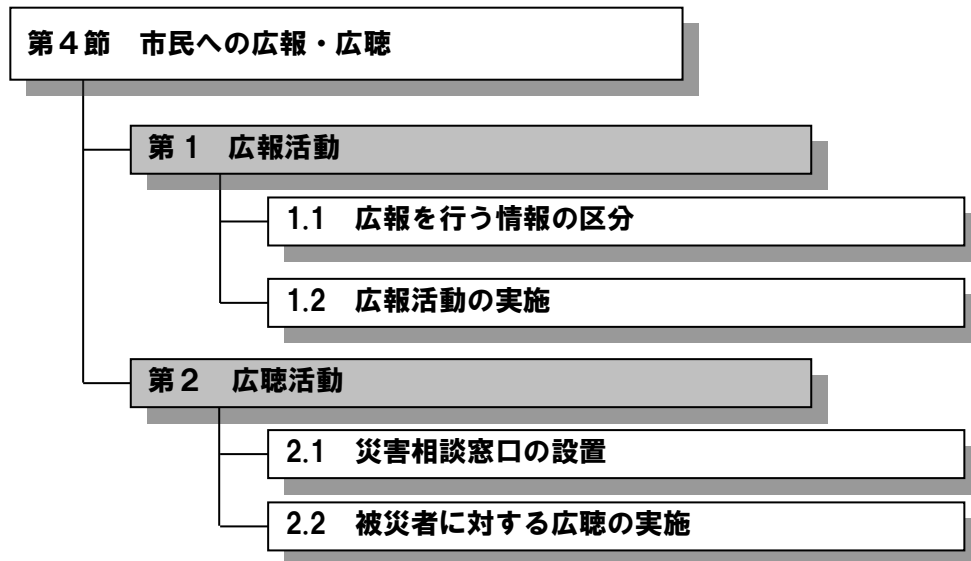 第４節　市民への広報・広聴
第１　広報活動
1.1　広報を行う情報の区分
1.2　広報活動の実施
第２　広聴活動
2.1　災害相談窓口の設置
2.2　被災者に対する広聴の実施